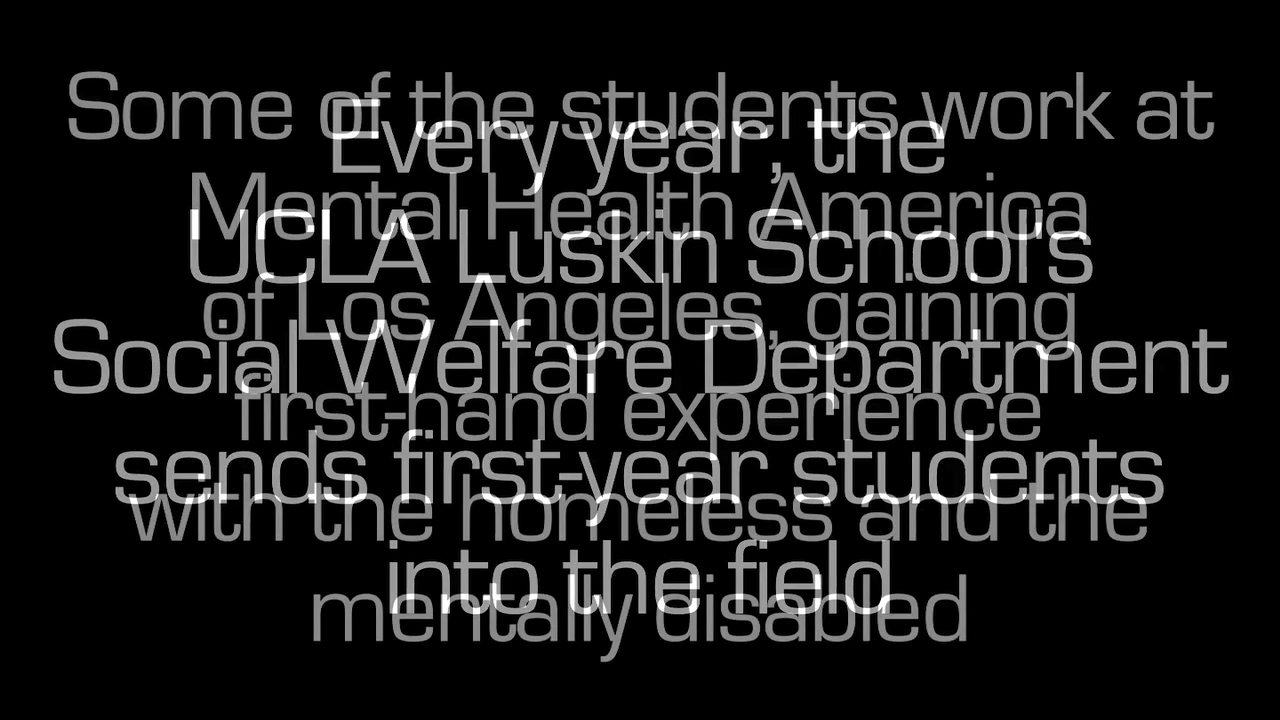 Every year, the
UCLA Luskin School's
Social Welfare Department
sends first-year students
into the field
Some of the students work at
Mental Health America
of Los Angeles, gaining
first-hand experience
with the homeless and the
mentally disabled